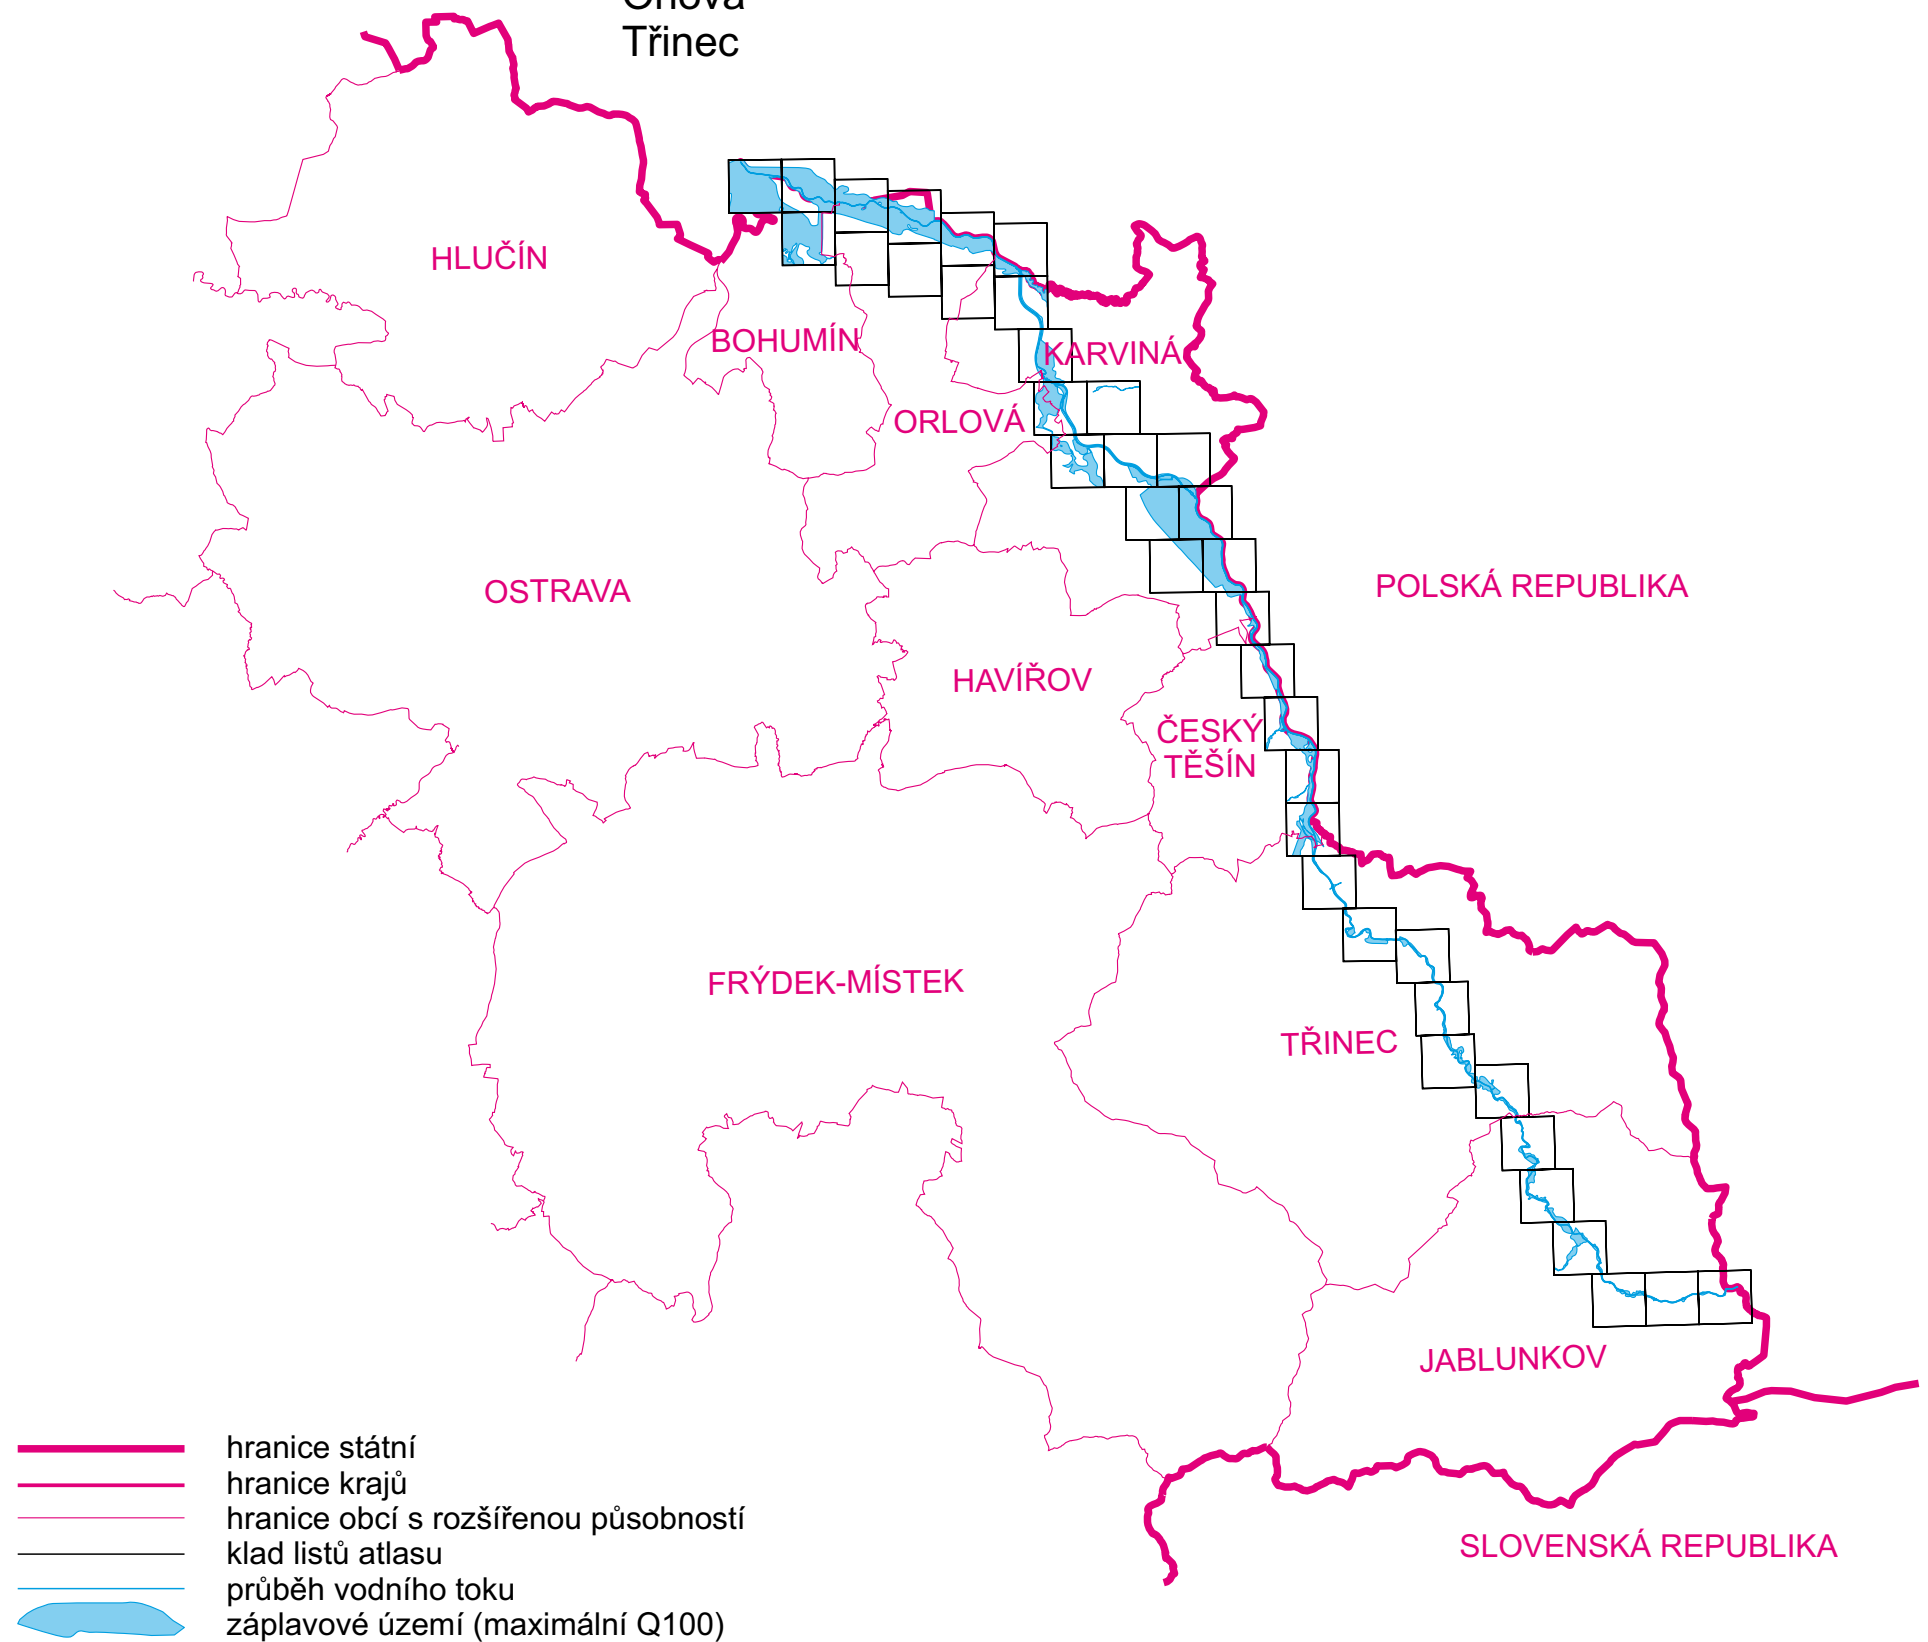 Orlová
Třinec
HLUČÍN
BOHUMÍN
KARVINÁ
ORLOVÁ
OSTRAVA
POLSKÁ REPUBLIKA
HAVÍŘOV
ČESKÝ
TĚŠÍN
FRÝDEK-MÍSTEK
TŘINEC
JABLUNKOV
SLOVENSKÁ REPUBLIKA
hranice státní
hranice krajů
hranice obcí s rozšířenou působností
klad listů atlasu
průběh vodního toku
záplavové území (maximální Q100)